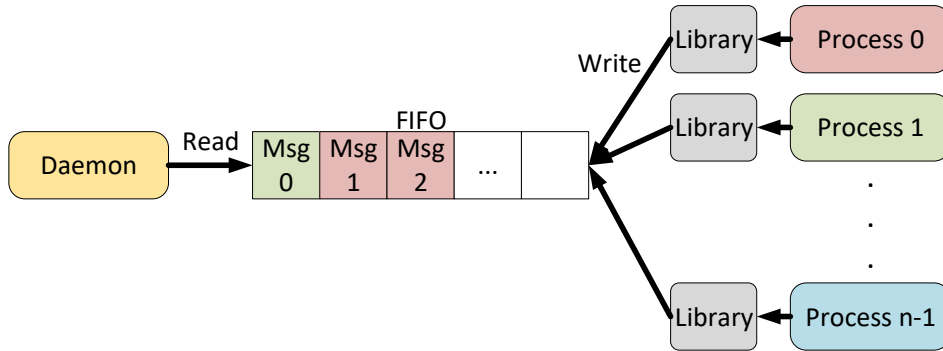 Library
Process 0
Write
FIFO
Library
Process 1
Daemon
Read
Msg
0
Msg
1
Msg
2
...
.
.
.
Library
Process n-1